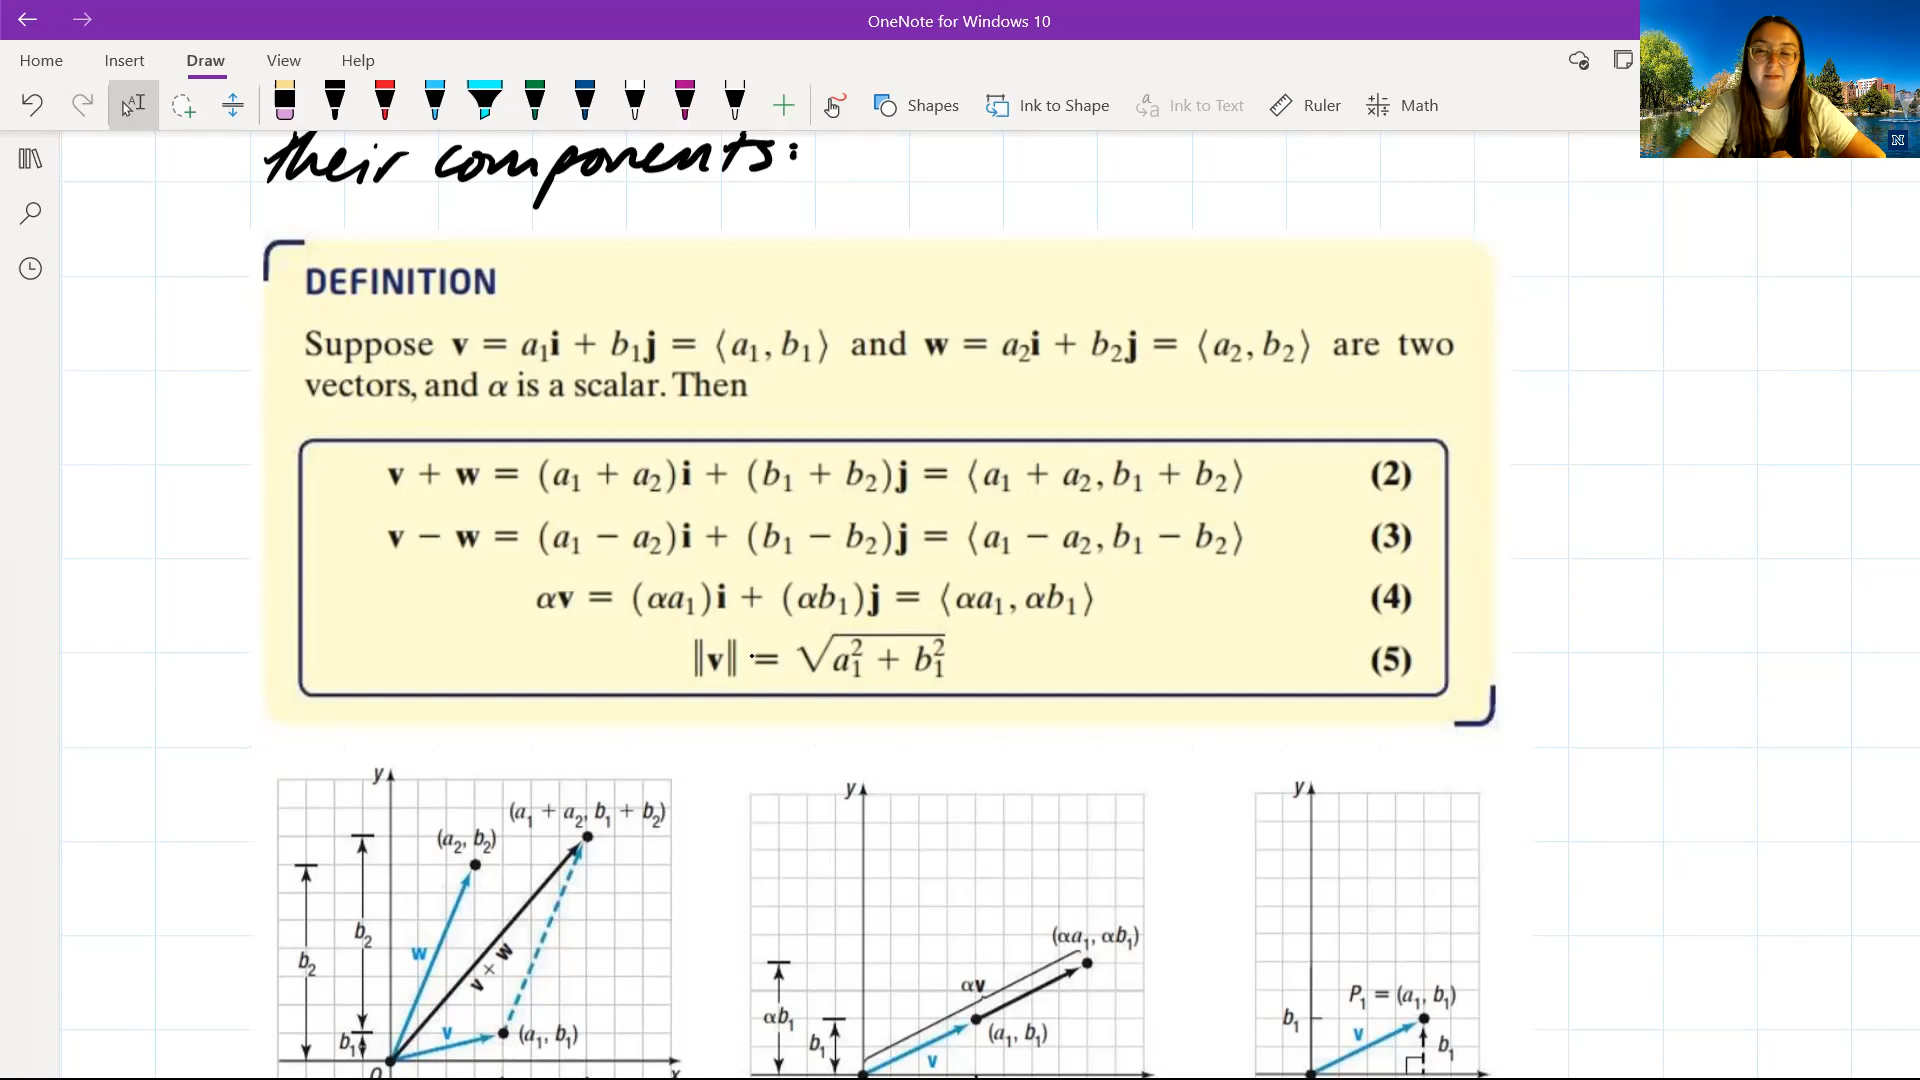 OneNote for Windows 10
Home Insert Draw View Help
Shapes Ink to Shape Ink to Text Ruler Math
N
their components:
DEFINITION
Suppose v = a₁i + b₁j = ⟨a₁, b₁⟩ and w = a₂i + b₂j = ⟨a₂, b₂⟩ are two
vectors, and α is a scalar. Then
v + w = (a₁ + a₂)i + (b₁ + b₂)j = ⟨a₁ + a₂, b₁ + b₂⟩ (2)
v − w = (a₁ − a₂)i + (b₁ − b₂)j = ⟨a₁ − a₂, b₁ − b₂⟩ (3)
αv = (αa₁)i + (αb₁)j = ⟨αa₁, αb₁⟩ (4)
‖v‖ = √(a₁² + b₁²) (5)
y
(a₁ + a₂, b₁ + b₂)
(a₂, b₂)
b₂
b₂
w
v + w
v
b₁
(a₁, b₁)
O
x
y
(αa₁, αb₁)
αv
αb₁
b₁
(a₁, b₁)
v
y
P₁ = (a₁, b₁)
b₁
v
b₁